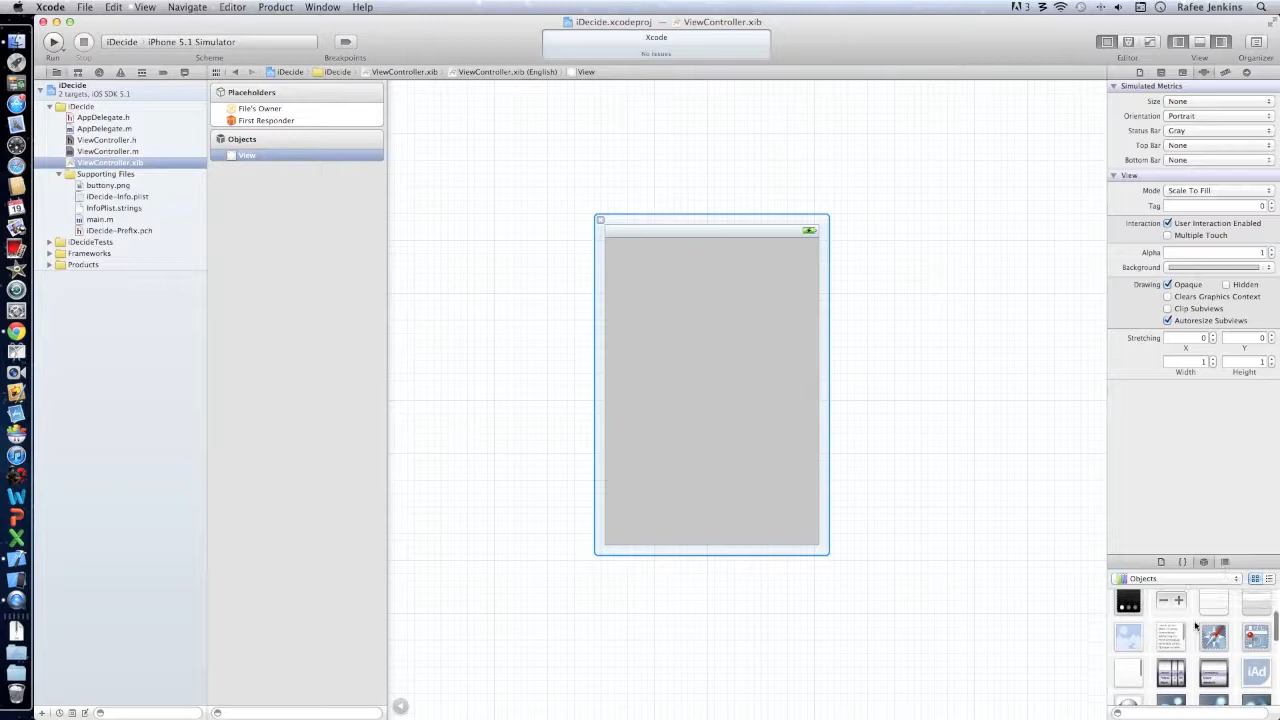 Xcode File Edit View Navigate Editor Product Window Help
3
Rafee Jenkins
iDecide.xcodeproj — ViewController.xib
iDecide iPhone 5.1 Simulator
Xcode
No Issues
Run Stop Scheme Breakpoints Editor View Organizer
iDecide iDecide ViewController.xib ViewController.xib (English) View
iDecide
2 targets, iOS SDK 5.1
iDecide
AppDelegate.h
AppDelegate.m
ViewController.h
ViewController.m
ViewController.xib
Supporting Files
buttony.png
iDecide-Info.plist
InfoPlist.strings
main.m
iDecide-Prefix.pch
iDecideTests
Frameworks
Products
Placeholders
File's Owner
First Responder
Objects
View
Simulated Metrics
Size None
Orientation Portrait
Status Bar Gray
Top Bar None
Bottom Bar None
View
Mode Scale To Fill
Tag 0
Interaction User Interaction Enabled
Multiple Touch
Alpha 1
Background
Drawing Opaque Hidden
Clears Graphics Context
Clip Subviews
Autoresize Subviews
Stretching 0 0
X Y
1 1
Width Height
Objects
iAd
19